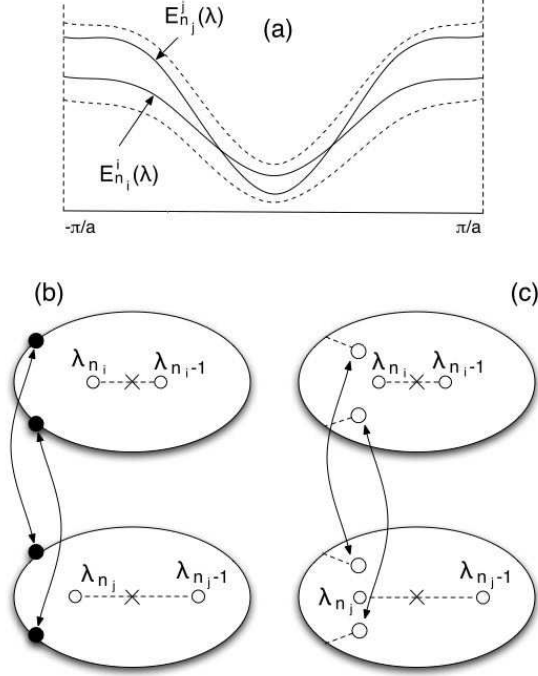 E^j_{n_j}(λ) (a)
E^i_{n_i}(λ)
-π/a π/a
(b) (c)
λ_{n_i} λ_{n_i-1} λ_{n_i} λ_{n_i-1}
λ_{n_j} λ_{n_j-1} λ_{n_j} λ_{n_j-1}